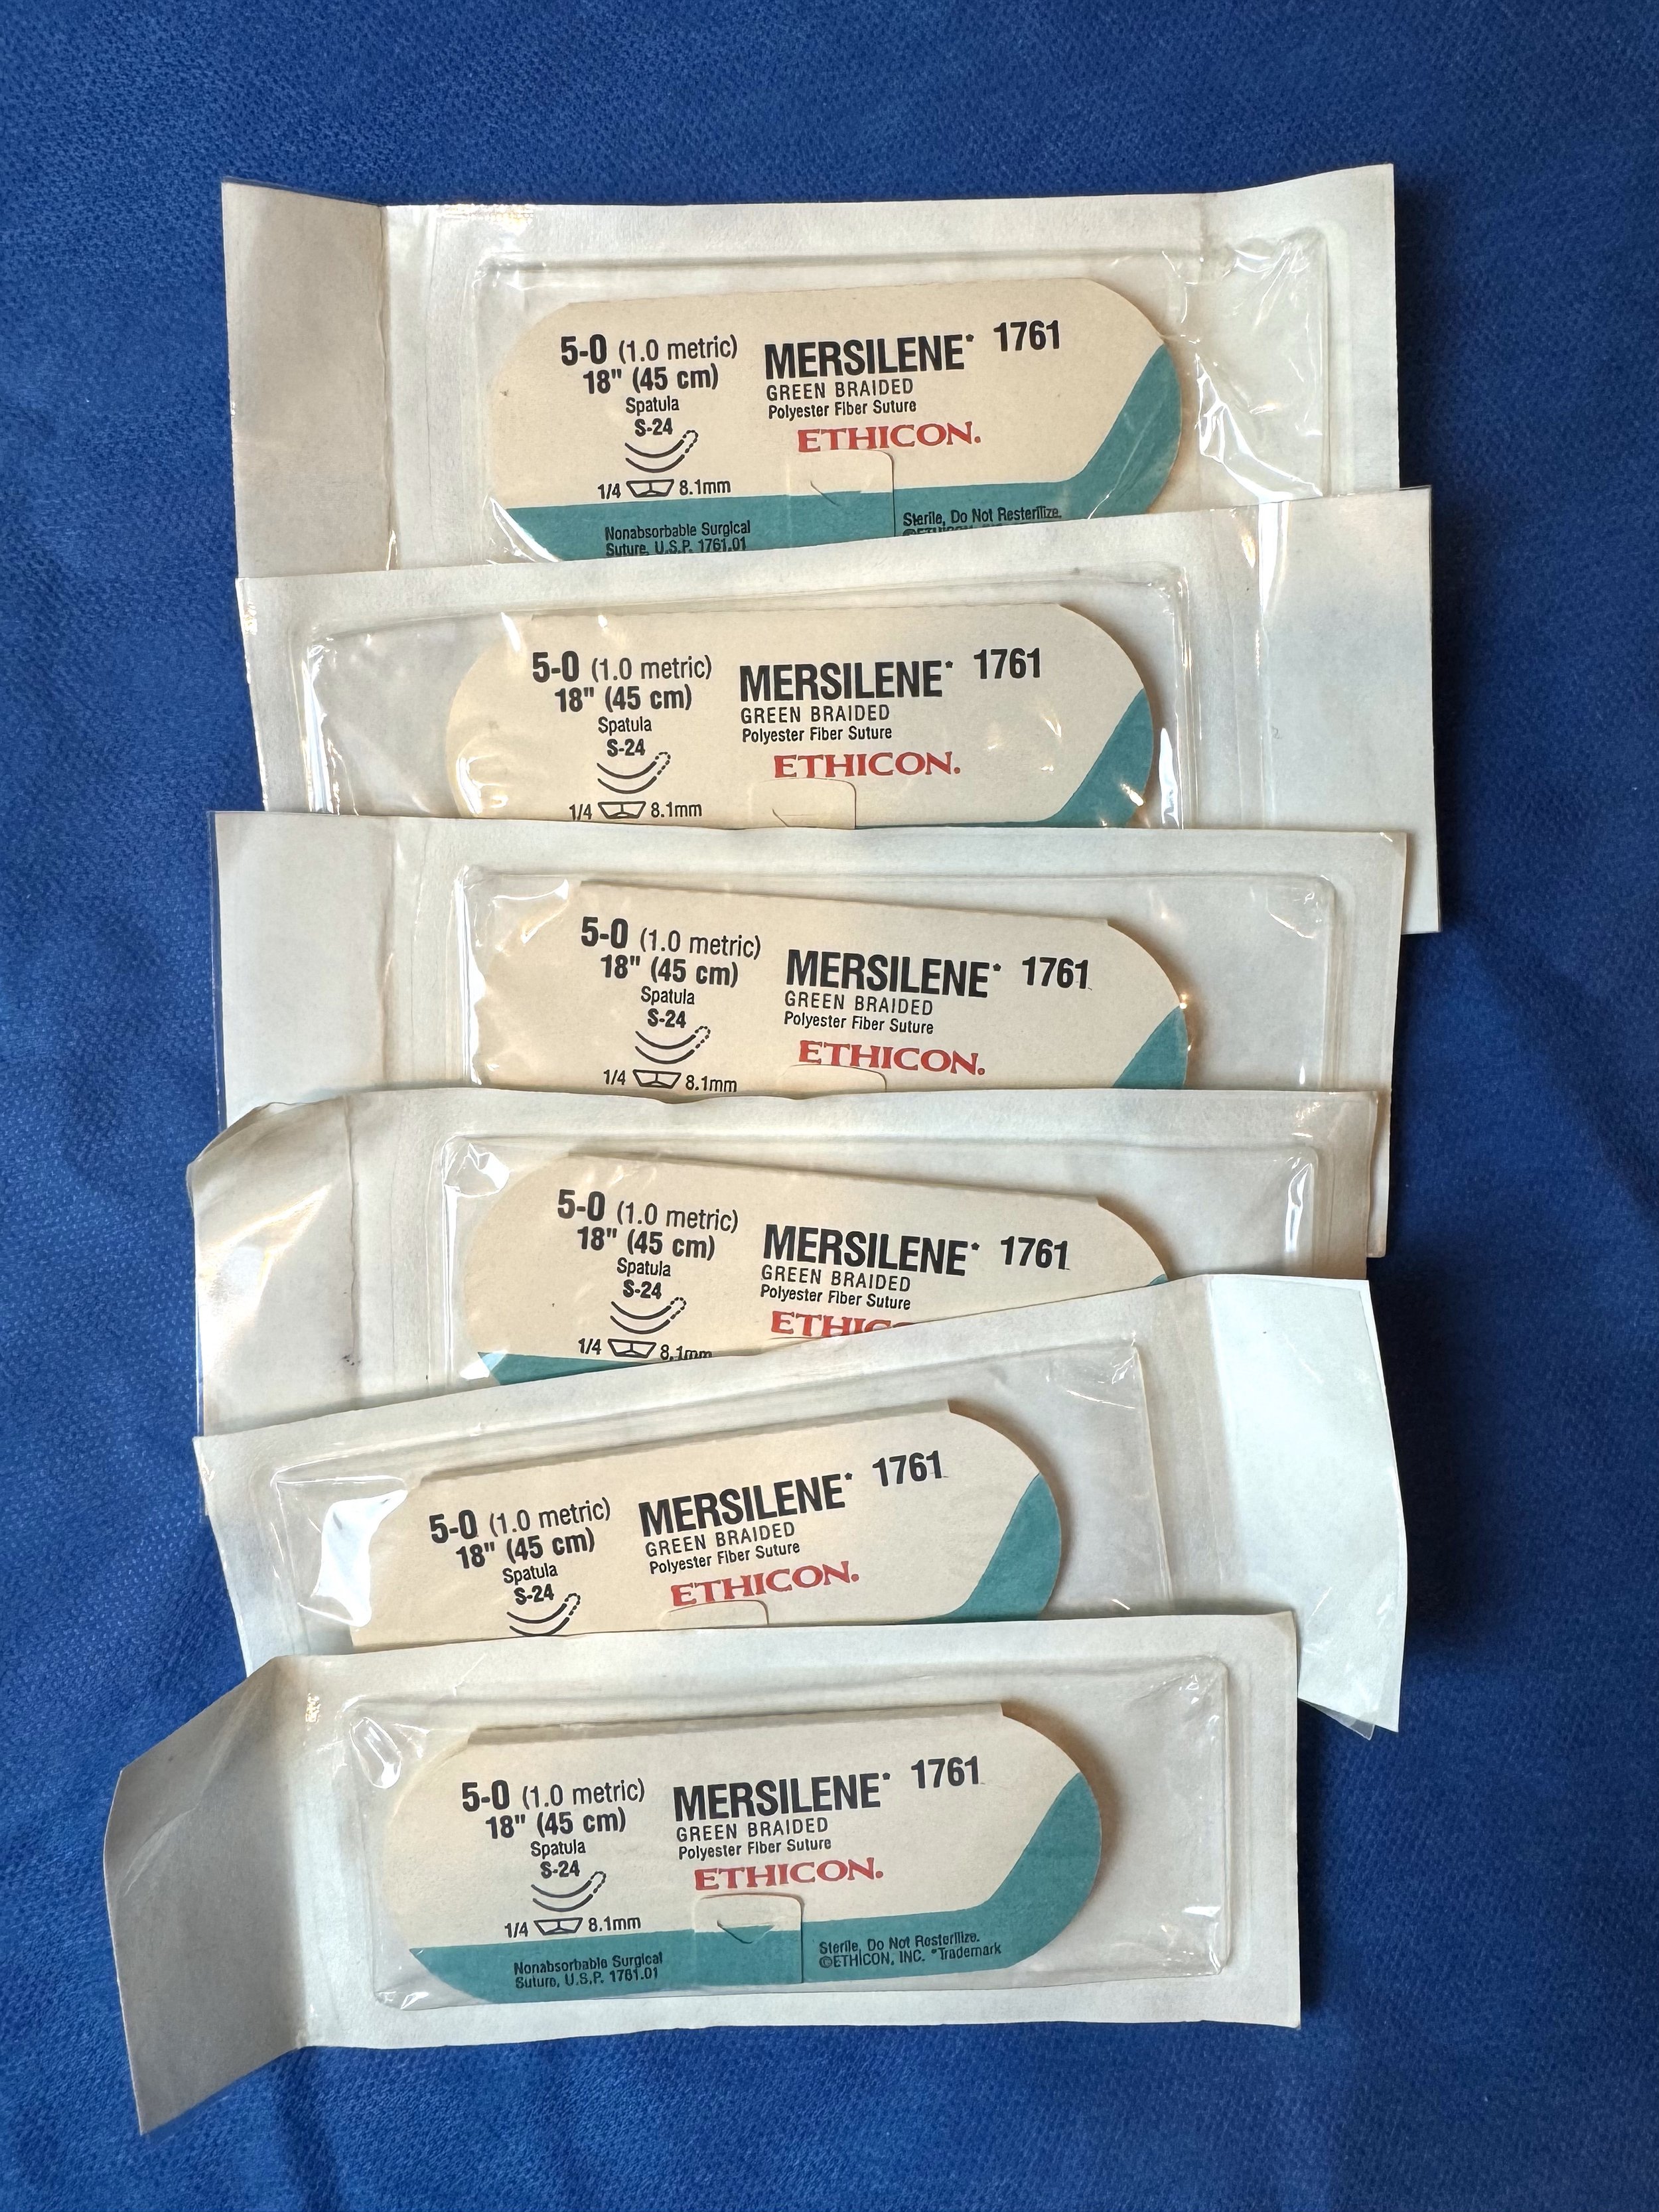 5-0 (1.0 metric)
18" (45 cm)
Spatula
S-24
1/4 8.1mm
MERSILENE* 1761
GREEN BRAIDED
Polyester Fiber Suture
ETHICON.
Nonabsorbable Surgical
Suture, U.S.P. 1761.01
Sterile, Do Not Resterilize.
5-0 (1.0 metric)
18" (45 cm)
Spatula
S-24
1/4 8.1mm
MERSILENE* 1761
GREEN BRAIDED
Polyester Fiber Suture
ETHICON.
5-0 (1.0 metric)
18" (45 cm)
Spatula
S-24
1/4 8.1mm
MERSILENE* 1761
GREEN BRAIDED
Polyester Fiber Suture
ETHICON.
5-0 (1.0 metric)
18" (45 cm)
Spatula
S-24
1/4 8.1mm
MERSILENE* 1761
GREEN BRAIDED
Polyester Fiber Suture
5-0 (1.0 metric)
18" (45 cm)
Spatula
S-24
MERSILENE* 1761
GREEN BRAIDED
Polyester Fiber Suture
ETHICON.
5-0 (1.0 metric)
18" (45 cm)
Spatula
S-24
1/4 8.1mm
MERSILENE* 1761
GREEN BRAIDED
Polyester Fiber Suture
ETHICON.
Nonabsorbable Surgical
Suture, U.S.P. 1761.01
Sterile, Do Not Resterilize.
©ETHICON, INC. *Trademark